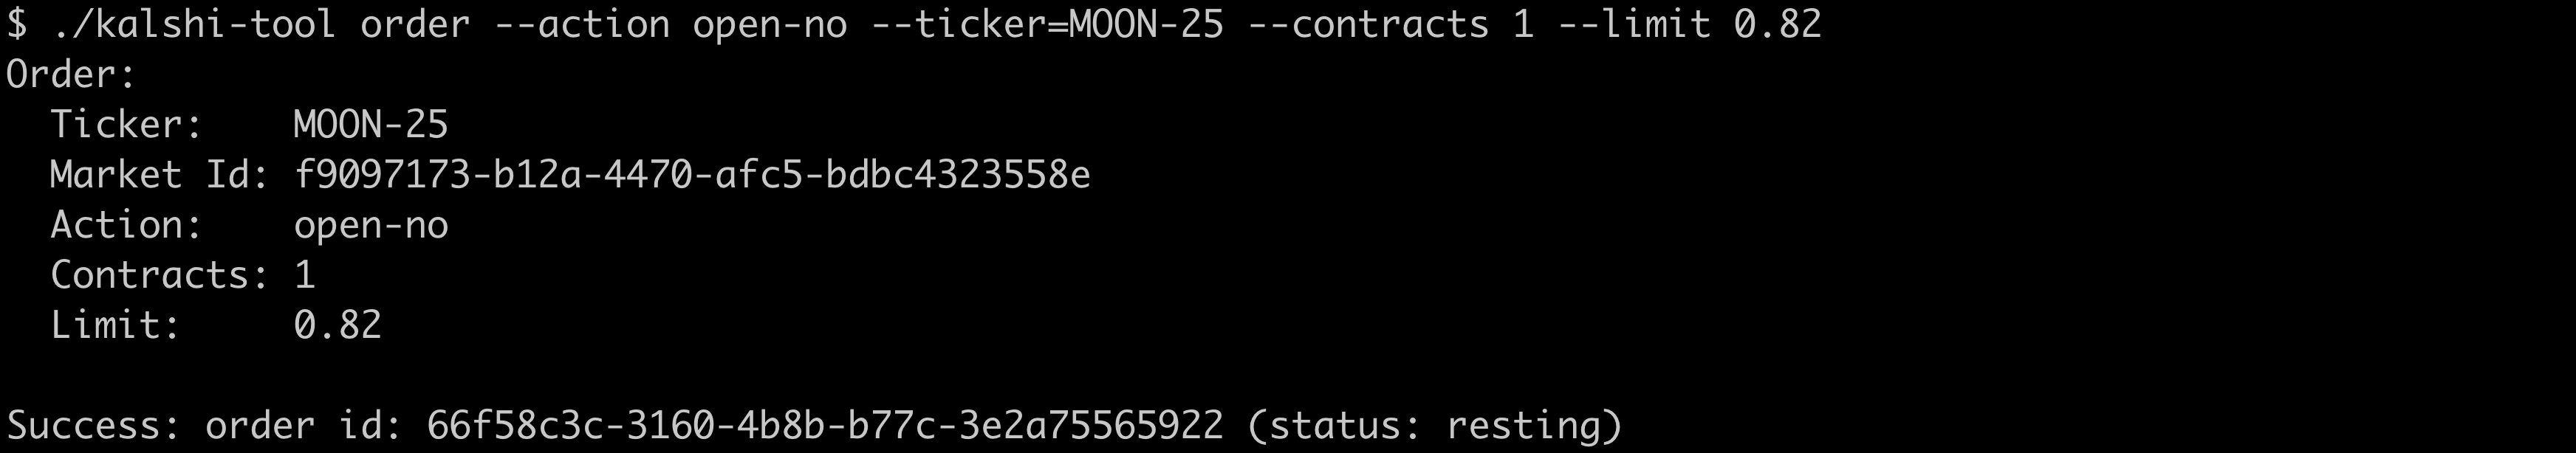 $ ./kalshi-tool order --action open-no --ticker=MOON-25 --contracts 1 --limit 0.82
Order:
  Ticker:    MOON-25
  Market Id: f9097173-b12a-4470-afc5-bdbc4323558e
  Action:    open-no
  Contracts: 1
  Limit:     0.82

Success: order id: 66f58c3c-3160-4b8b-b77c-3e2a75565922 (status: resting)